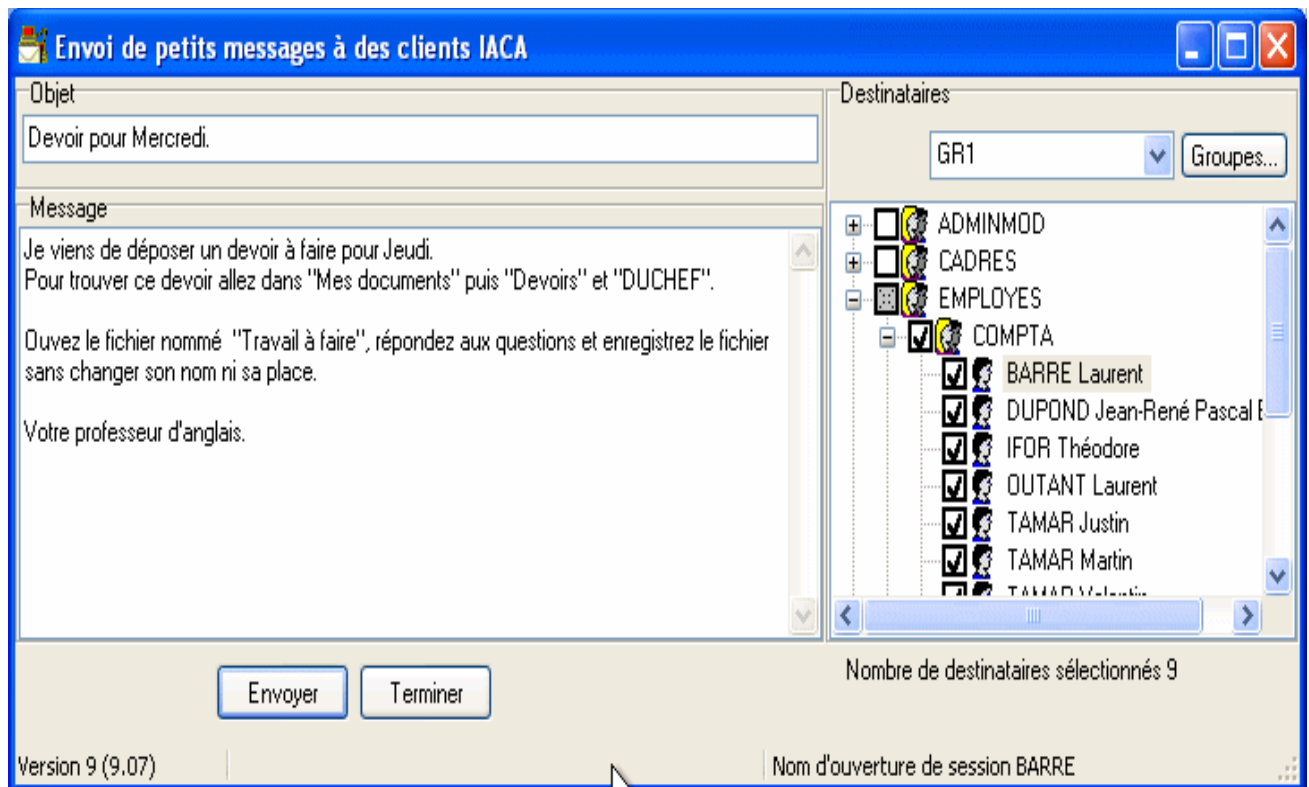 Envoi de petits messages à des clients IACA
Objet
Devoir pour Mercredi.
Message
Je viens de déposer un devoir à faire pour Jeudi.
Pour trouver ce devoir allez dans "Mes documents" puis "Devoirs" et "DUCHEF".
Ouvez le fichier nommé "Travail à faire", répondez aux questions et enregistrez le fichier
sans changer son nom ni sa place.
Votre professeur d'anglais.
Envoyer
Terminer
Destinataires
GR1
Groupes...
ADMINMOD
CADRES
EMPLOYES
COMPTA
BARRE Laurent
DUPOND Jean-René Pascal
IFOR Théodore
OUTANT Laurent
TAMAR Justin
TAMAR Martin
TAMAR Valentin
Nombre de destinataires sélectionnés 9
Version 9 (9.07)
Nom d'ouverture de session BARRE